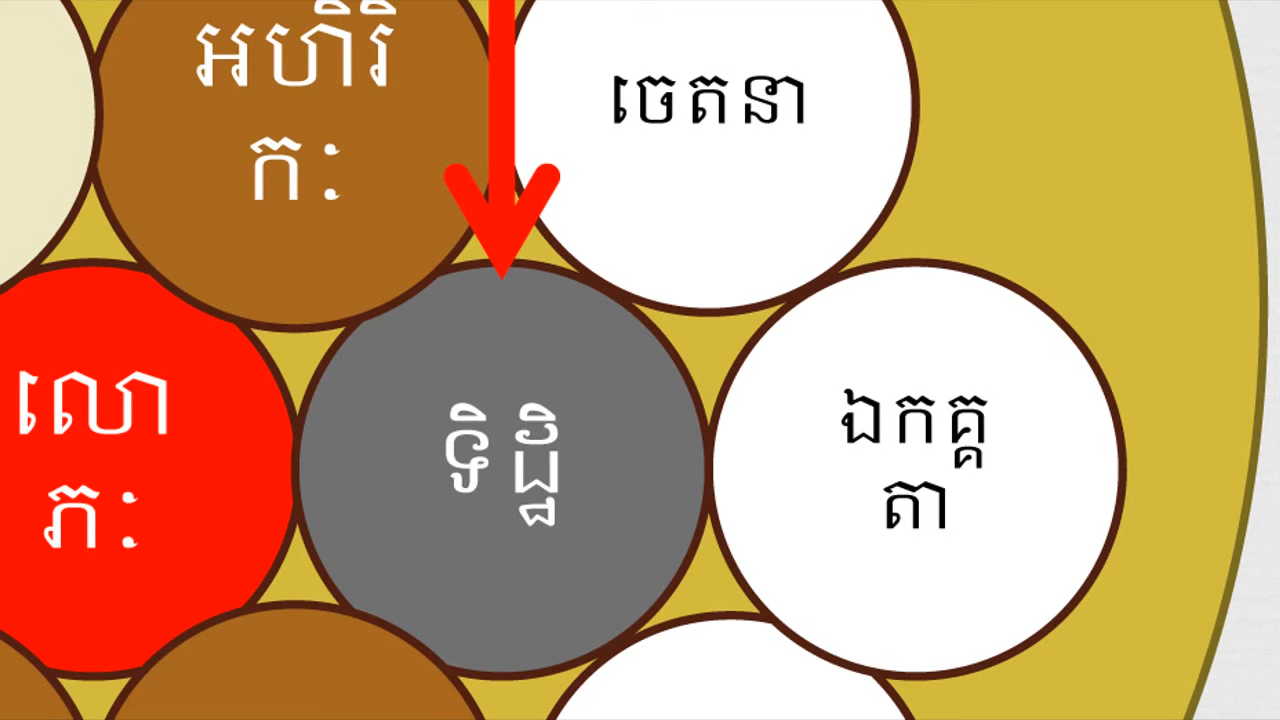 អហិរិ
កៈ
ចេតនា
លោ
ភៈ
ទិដ្ឋិ
ឯកគ្គ
តា